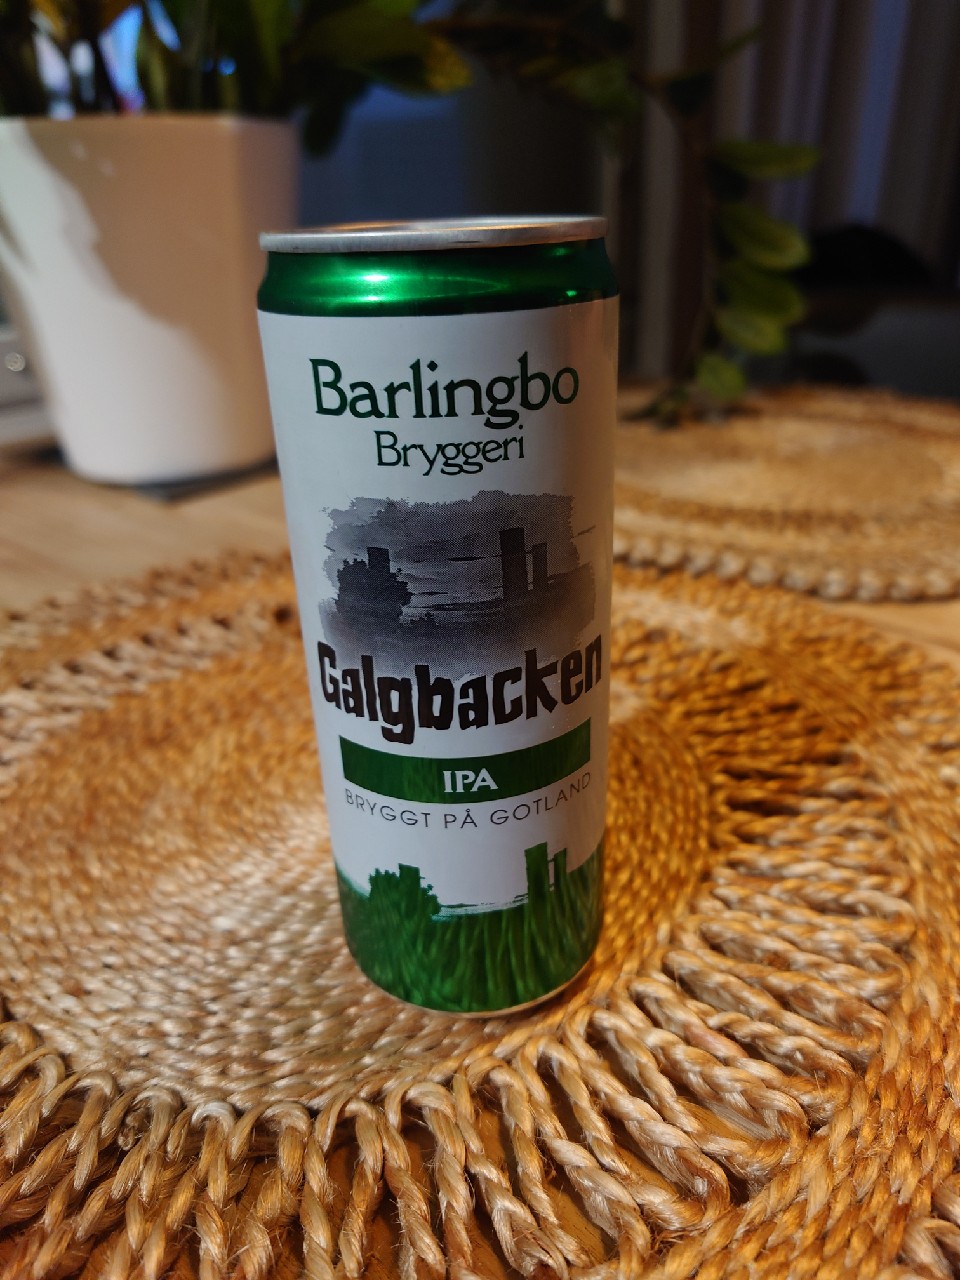 Barlingbo
Bryggeri
Galgbacken
IPA
BRYGGT PÅ GOTLAND